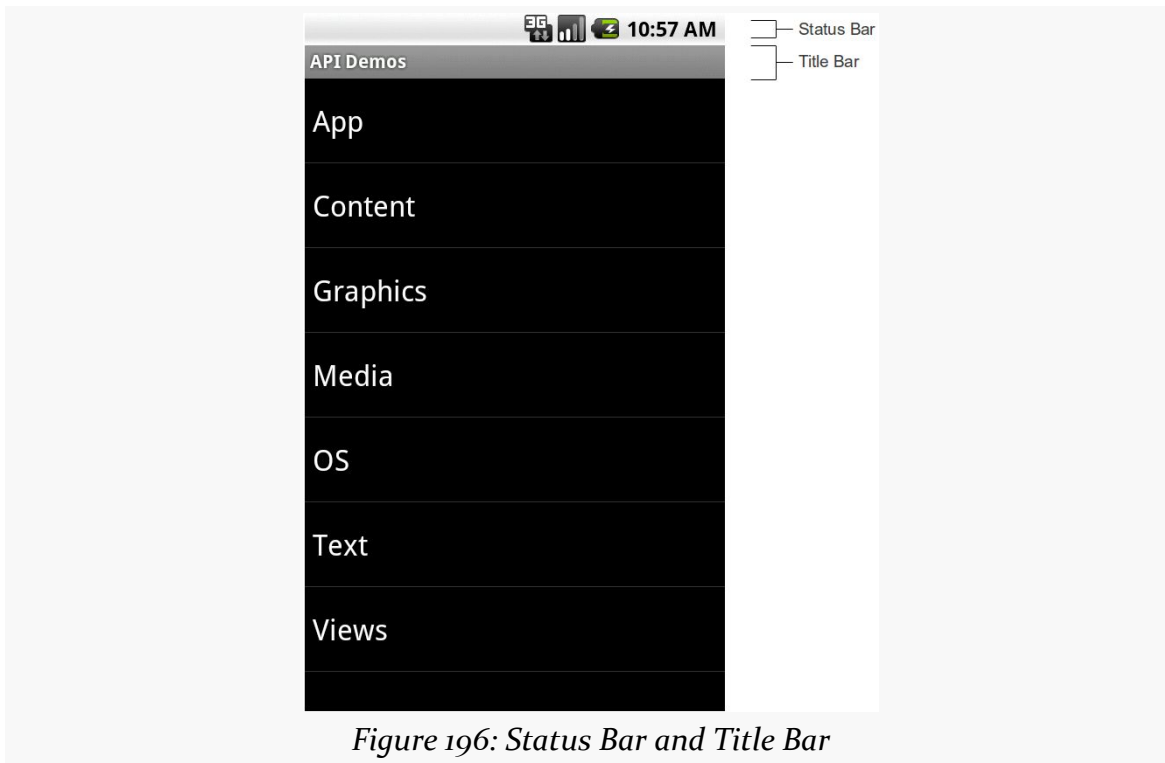 3G 10:57 AM Status Bar
API Demos Title Bar
App
Content
Graphics
Media
OS
Text
Views
Figure 196: Status Bar and Title Bar